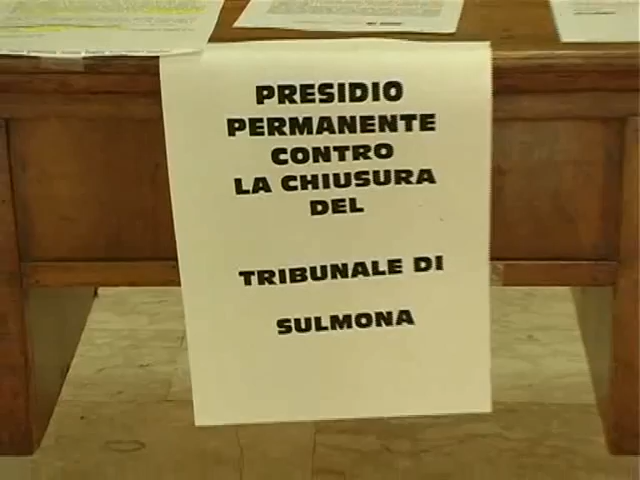 PRESIDIO
PERMANENTE
CONTRO
LA CHIUSURA
DEL
TRIBUNALE DI
SULMONA